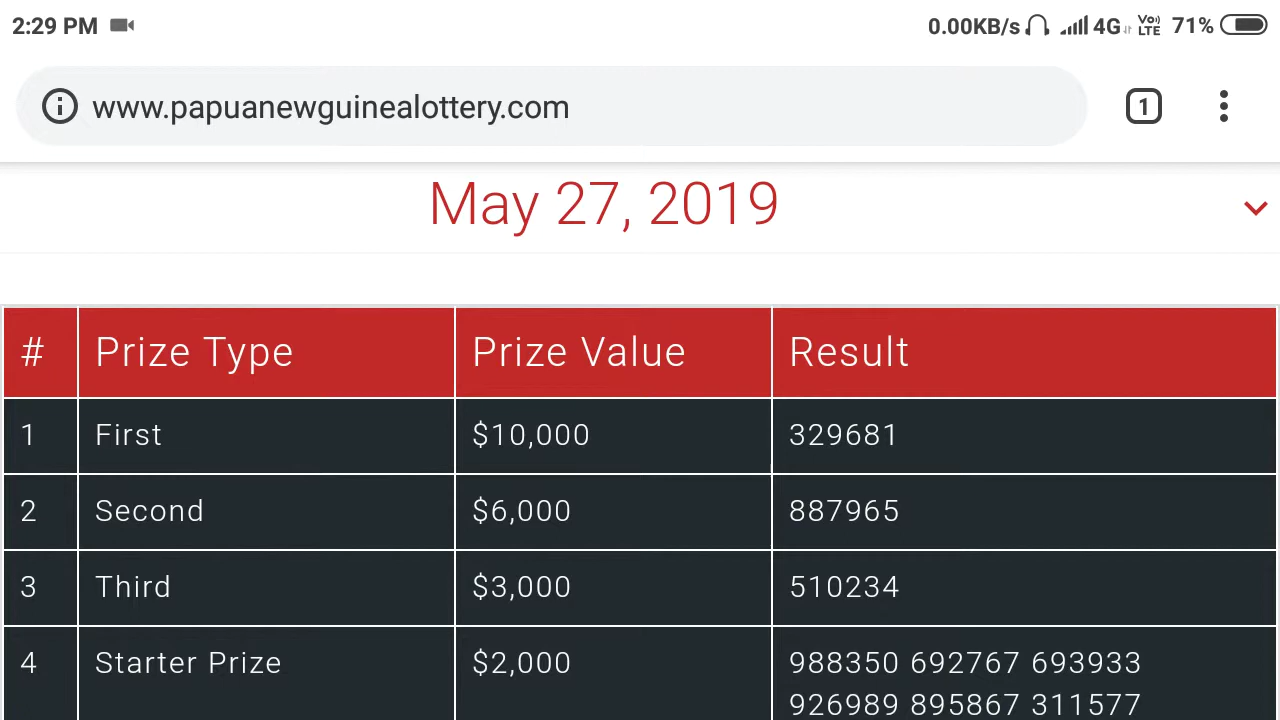 2:29 PM 0.00KB/s 4G Vo) LTE 71%
www.papuanewguinealottery.com 1
May 27, 2019
# Prize Type Prize Value Result
1 First $10,000 329681
2 Second $6,000 887965
3 Third $3,000 510234
4 Starter Prize $2,000 988350 692767 693933
926989 895867 311577